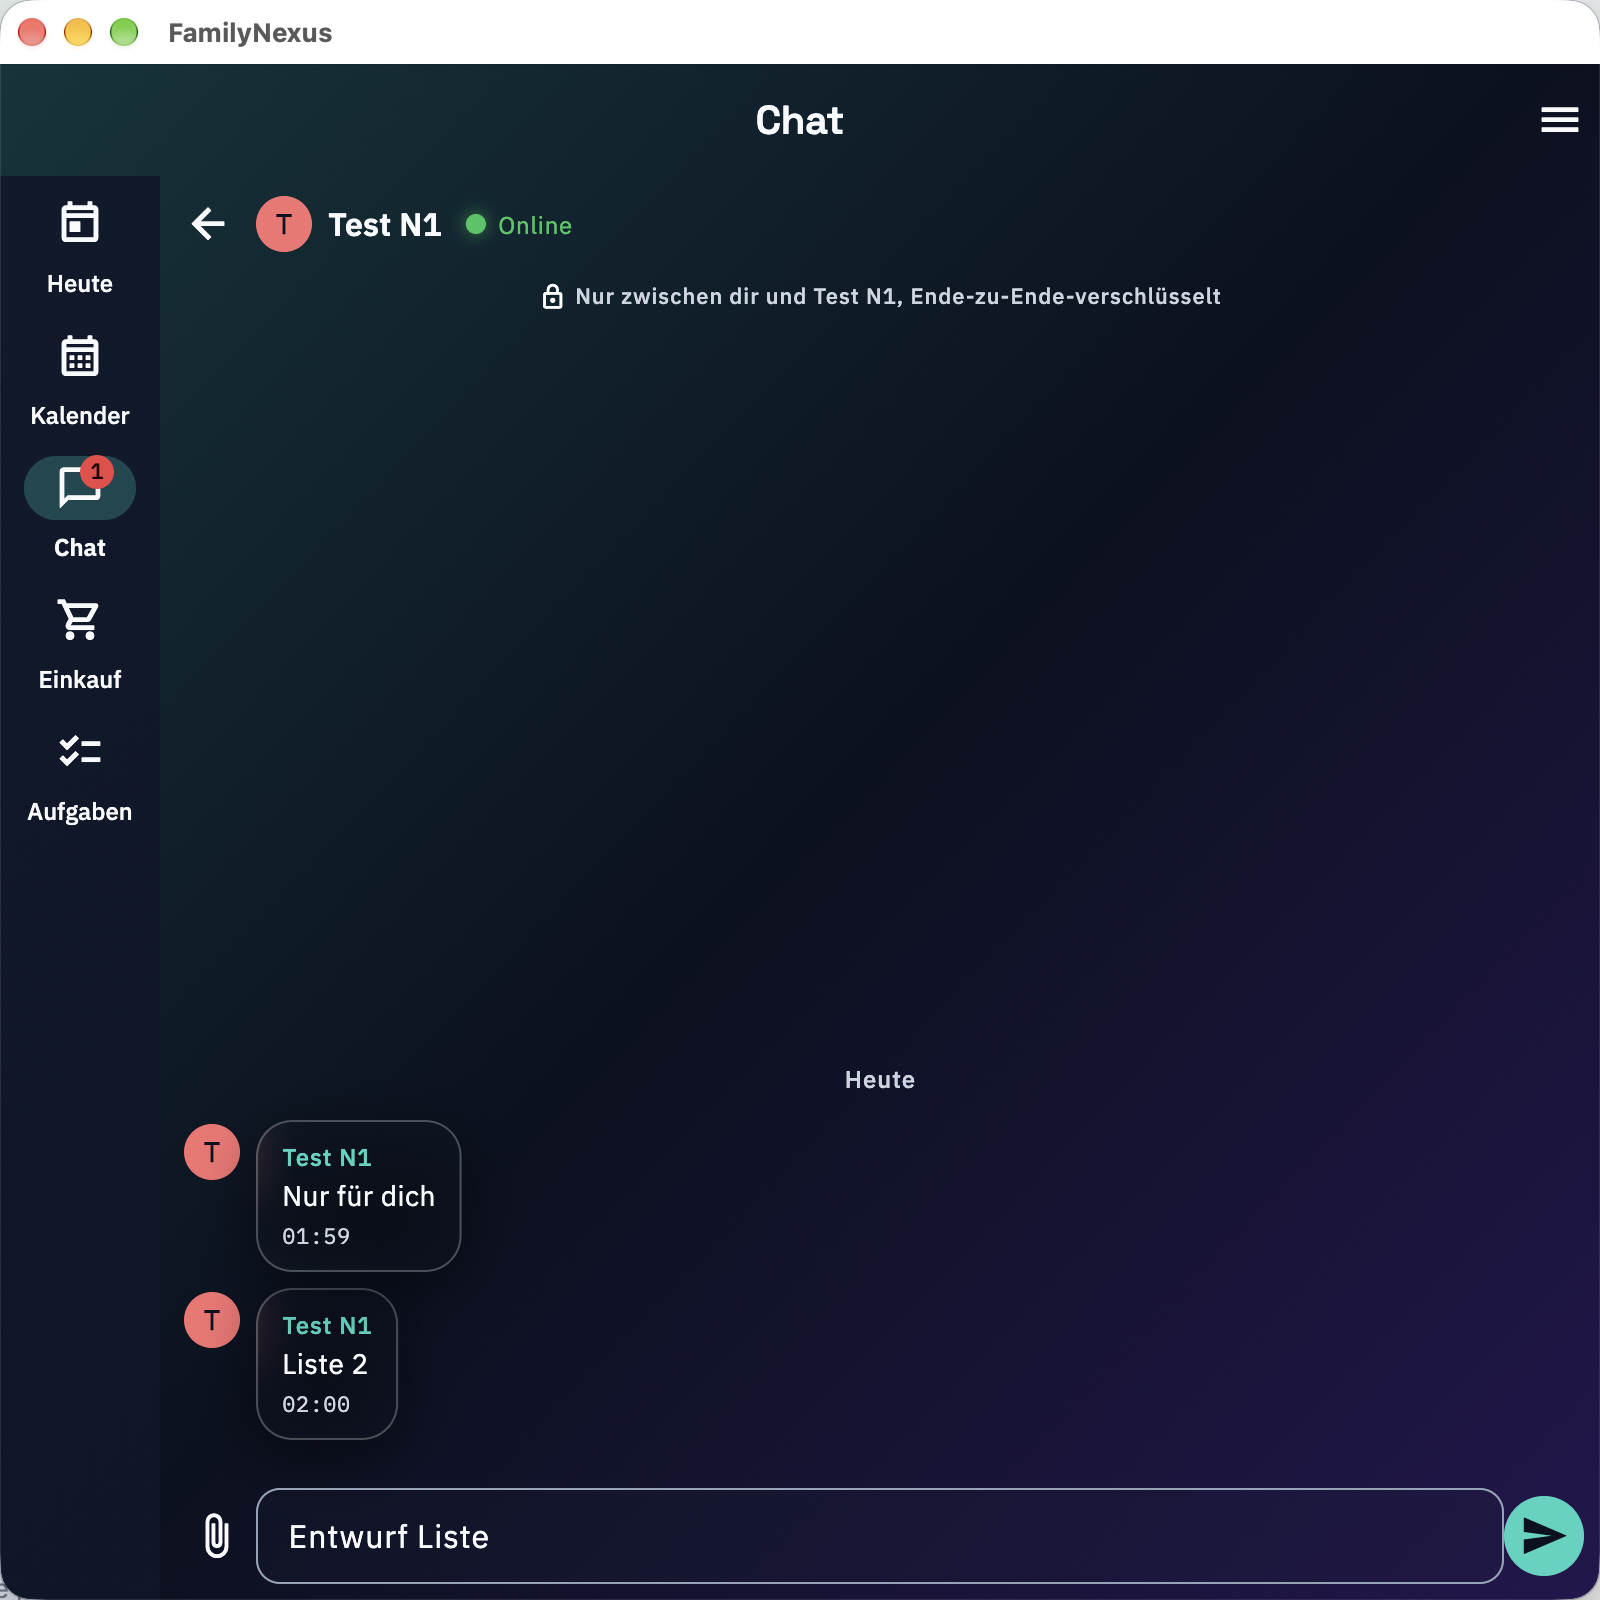 FamilyNexus
Chat
Heute
Kalender
1
Chat
Einkauf
Aufgaben
T Test N1 Online
Nur zwischen dir und Test N1, Ende-zu-Ende-verschlüsselt
Heute
T
Test N1
Nur für dich
01:59
T
Test N1
Liste 2
02:00
Entwurf Liste